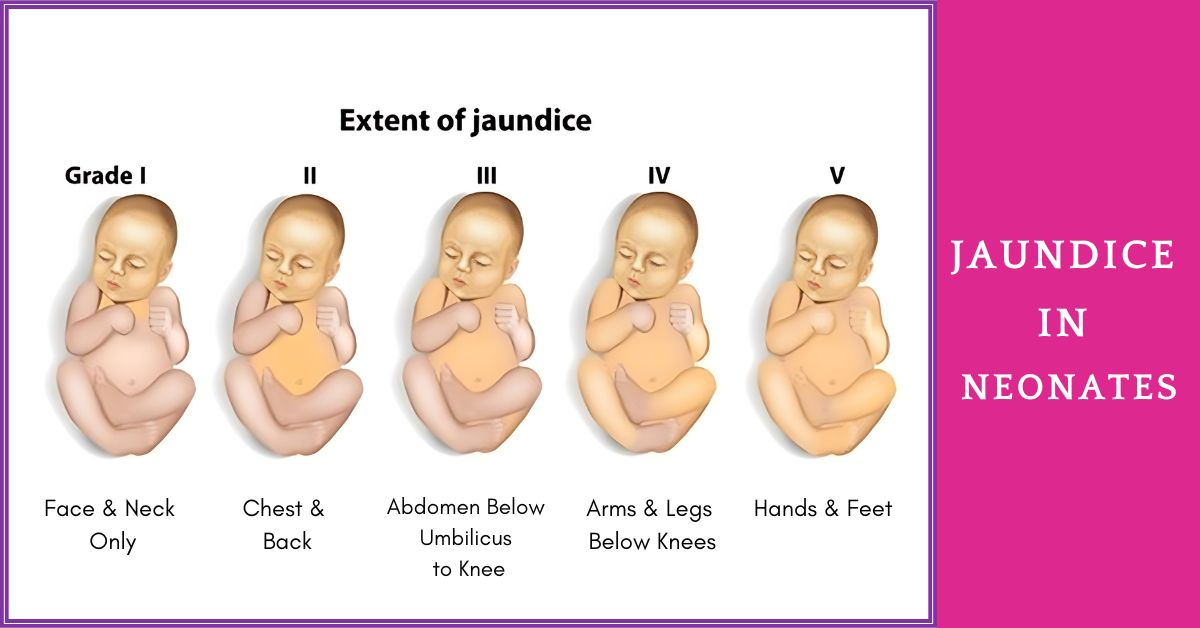 Extent of jaundice
Grade I
II
III
IV
V
Face & Neck
Only
Chest &
Back
Abdomen Below
Umbilicus
to Knee
Arms & Legs
Below Knees
Hands & Feet
JAUNDICE
IN
NEONATES